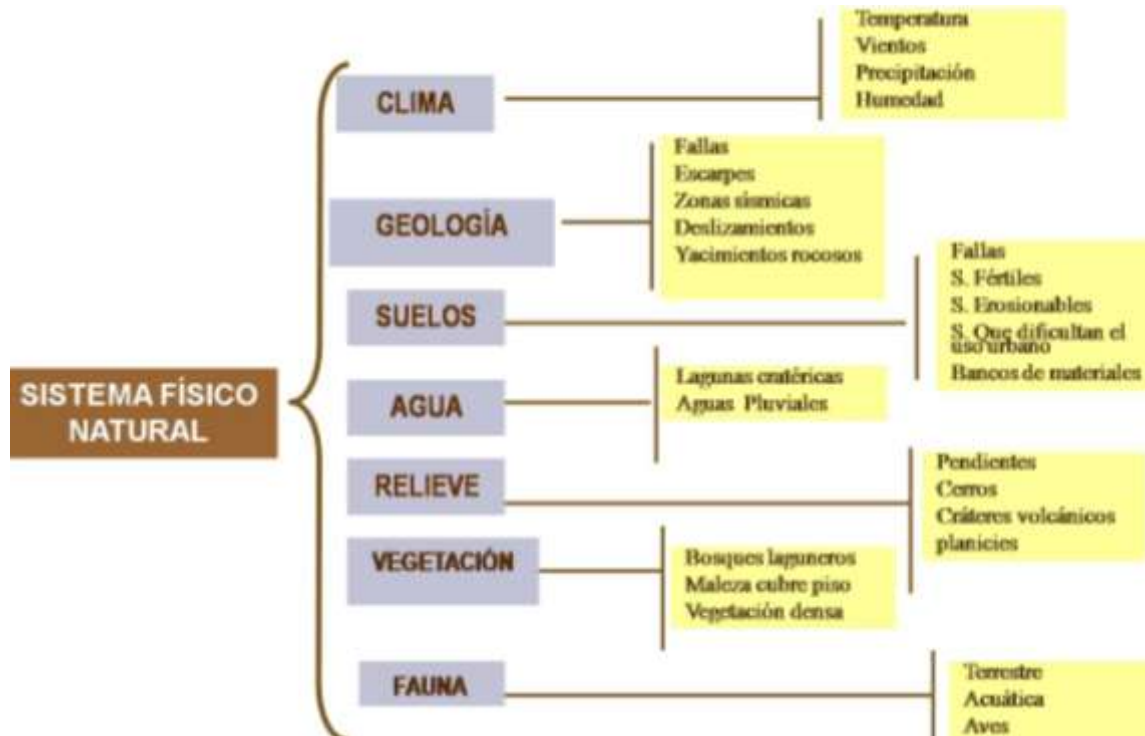 SISTEMA FÍSICO
NATURAL
CLIMA
Temperatura
Vientos
Precipitación
Humedad
GEOLOGÍA
Fallas
Escarpes
Zonas sísmicas
Deslizamientos
Yacimientos rocosos
SUELOS
Fallas
S. Fértiles
S. Erosionables
S. Que dificultan el
uso urbano
Bancos de materiales
AGUA
Lagunas cratéricas
Aguas Pluviales
RELIEVE
Pendientes
Cerros
Cráteres volcánicos
planicies
VEGETACIÓN
Bosques laguneros
Maleza cubre piso
Vegetación densa
FAUNA
Terrestre
Acuática
Aves